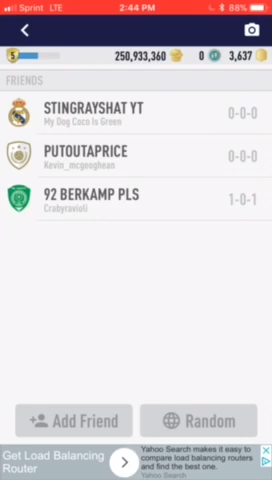 Sprint LTE 2:44 PM 88%
5 250,933,360 0 3,637
FRIENDS
STINGRAYSHAT YT
My Dog Coco Is Green
0-0-0
PUTOUTAPRICE
Kevin_mcgeoghean
0-0-0
92 BERKAMP PLS
Crabyravioli
1-0-1
Add Friend Random
Get Load Balancing
Router
Yahoo Search makes it easy to
compare load balancing routers
and find the best one.
Yahoo Search